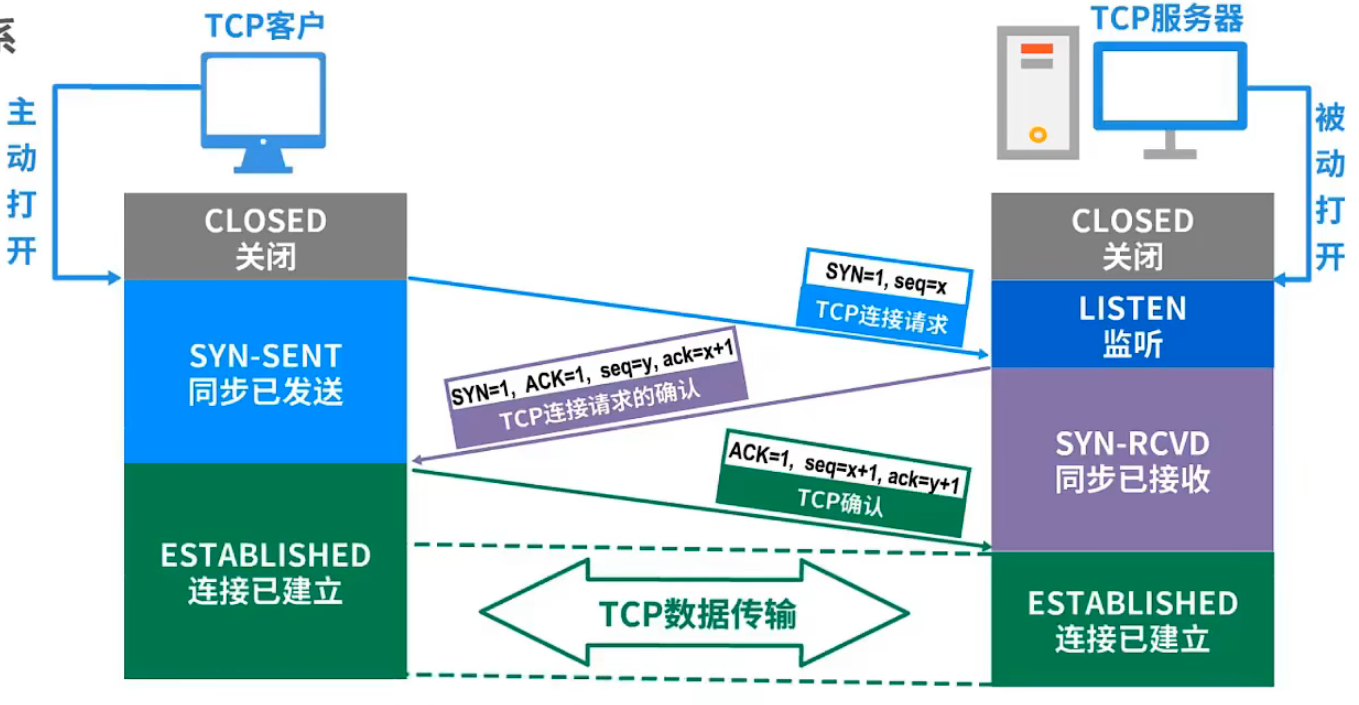 系
TCP客户
TCP服务器
主动打开
被动打开
CLOSED
关闭
CLOSED
关闭
SYN=1, seq=x
TCP连接请求
LISTEN
监听
SYN-SENT
同步已发送
SYN=1, ACK=1, seq=y, ack=x+1
TCP连接请求的确认
SYN-RCVD
同步已接收
ACK=1, seq=x+1, ack=y+1
TCP确认
ESTABLISHED
连接已建立
TCP数据传输
ESTABLISHED
连接已建立